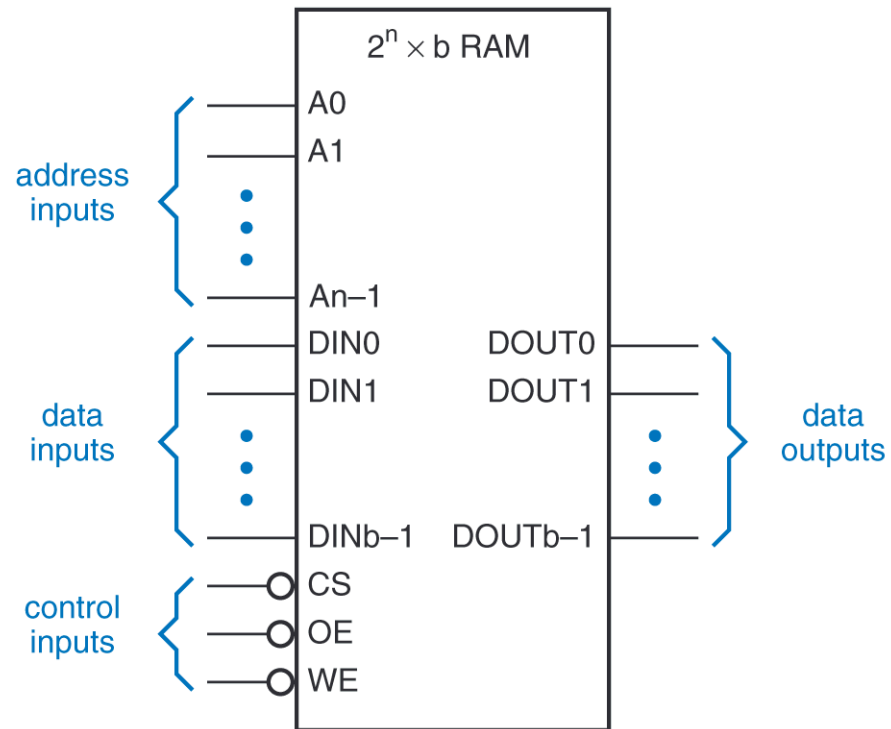 2ⁿ × b RAM
address
inputs
A0
A1
An–1
data
inputs
DIN0
DIN1
DINb–1
control
inputs
CS
OE
WE
DOUT0
DOUT1
DOUTb–1
data
outputs